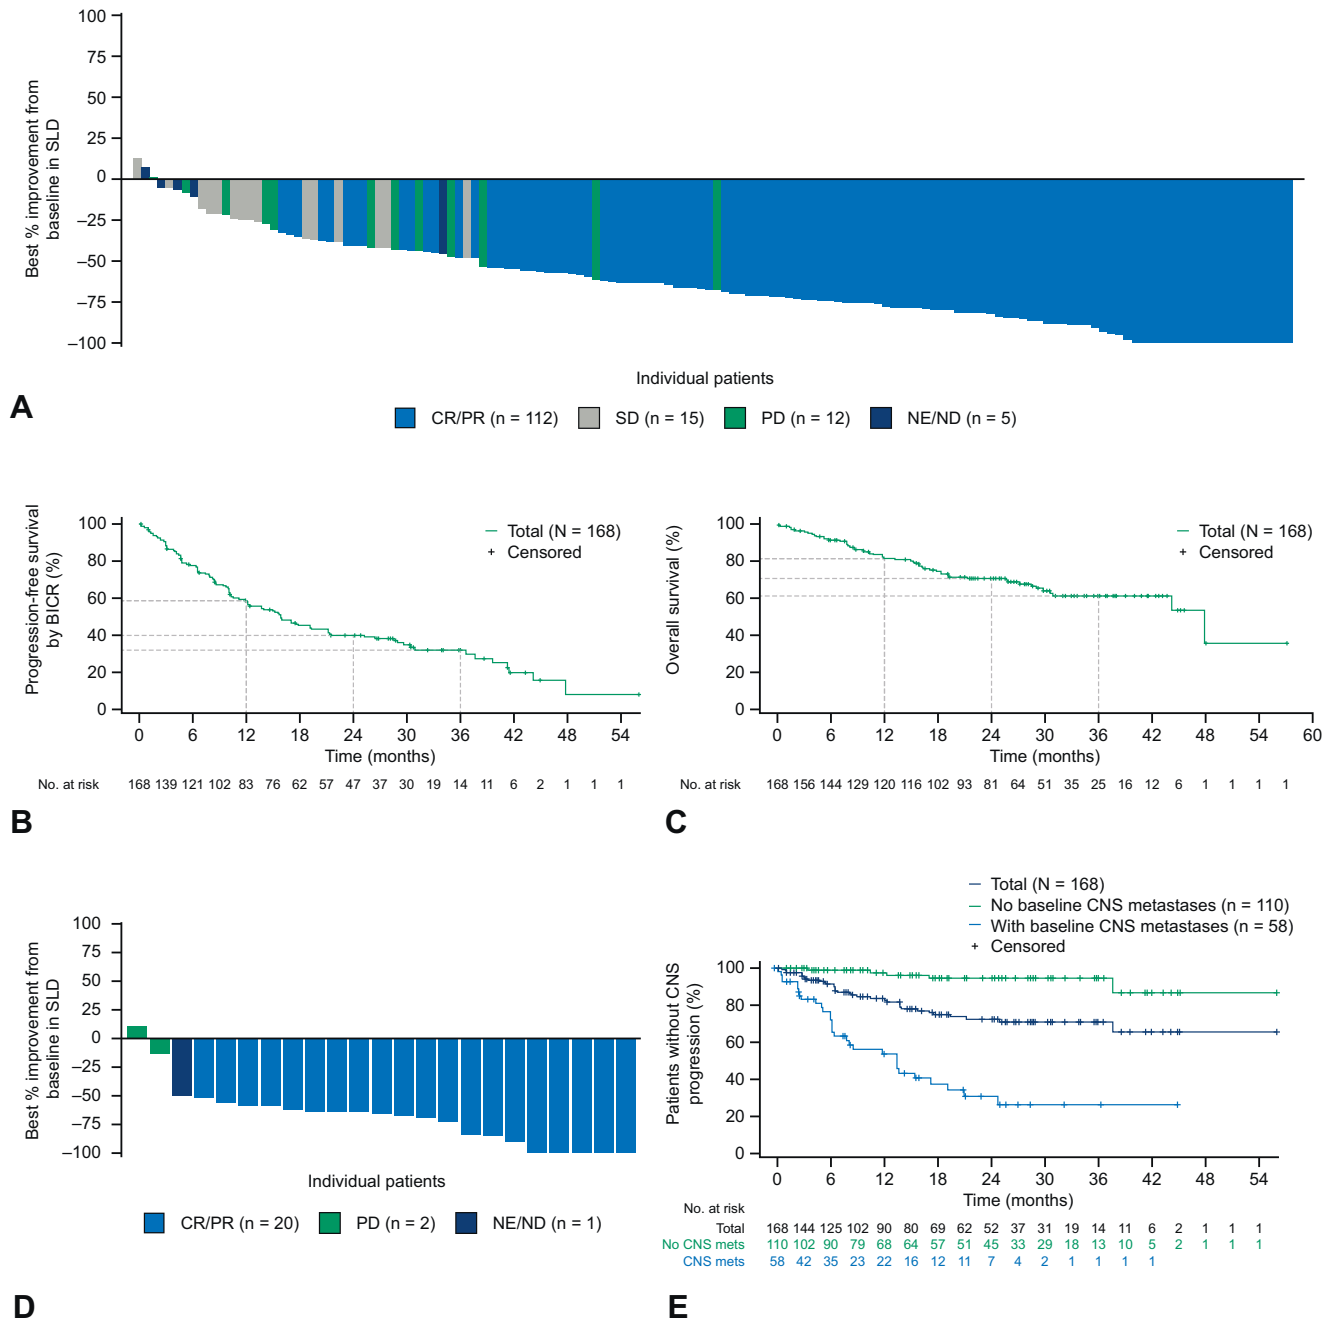 Best % improvement from
baseline in SLD
100
75
50
25
0
–25
–50
–75
–100
Individual patients
A
CR/PR (n = 112) SD (n = 15) PD (n = 12) NE/ND (n = 5)
Progression-free survival
by BICR (%)
100
80
60
40
20
0
Total (N = 168)
Censored
0 6 12 18 24 30 36 42 48 54
Time (months)
No. at risk 168 139 121 102 83 76 62 57 47 37 30 19 14 11 6 2 1 1 1
B
Overall survival (%)
100
80
60
40
20
0
Total (N = 168)
Censored
0 6 12 18 24 30 36 42 48 54 60
Time (months)
No. at risk 168 156 144 129 120 116 102 93 81 64 51 35 25 16 12 6 1 1 1 1
C
Best % improvement from
baseline in SLD
100
75
50
25
0
–25
–50
–75
–100
Individual patients
CR/PR (n = 20) PD (n = 2) NE/ND (n = 1)
D
Total (N = 168)
No baseline CNS metastases (n = 110)
With baseline CNS metastases (n = 58)
Censored
Patients without CNS
progression (%)
100
80
60
40
20
0
0 6 12 18 24 30 36 42 48 54
Time (months)
No. at risk
Total 168 144 125 102 90 80 69 62 52 37 31 19 14 11 6 2 1 1 1
No CNS mets 110 102 90 79 68 64 57 51 45 33 29 18 13 10 5 2 1 1 1
CNS mets 58 42 35 23 22 16 12 11 7 4 2 1 1 1 1
E